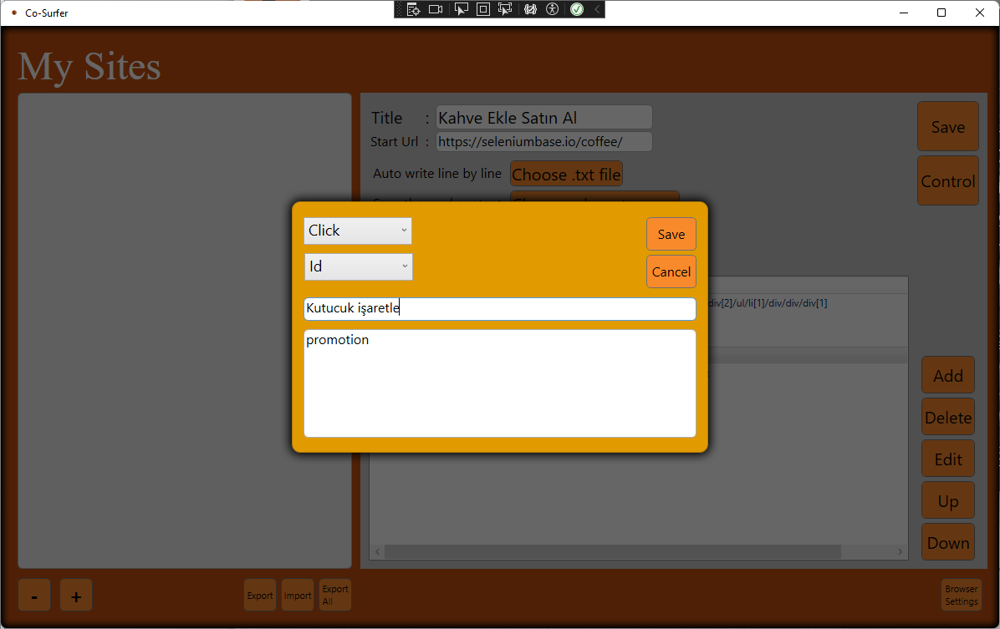 Co-Surfer
My Sites
Title : Kahve Ekle Satın Al
Start Url : https://seleniumbase.io/coffee/
Auto write line by line Choose .txt file
Save
Control
Click
Id
Save
Cancel
Kutucuk işaretle
promotion
div[2]/ul/li[1]/div/div/div[1]
Add
Delete
Edit
Up
Down
- +
Export Import Export All
Browser Settings